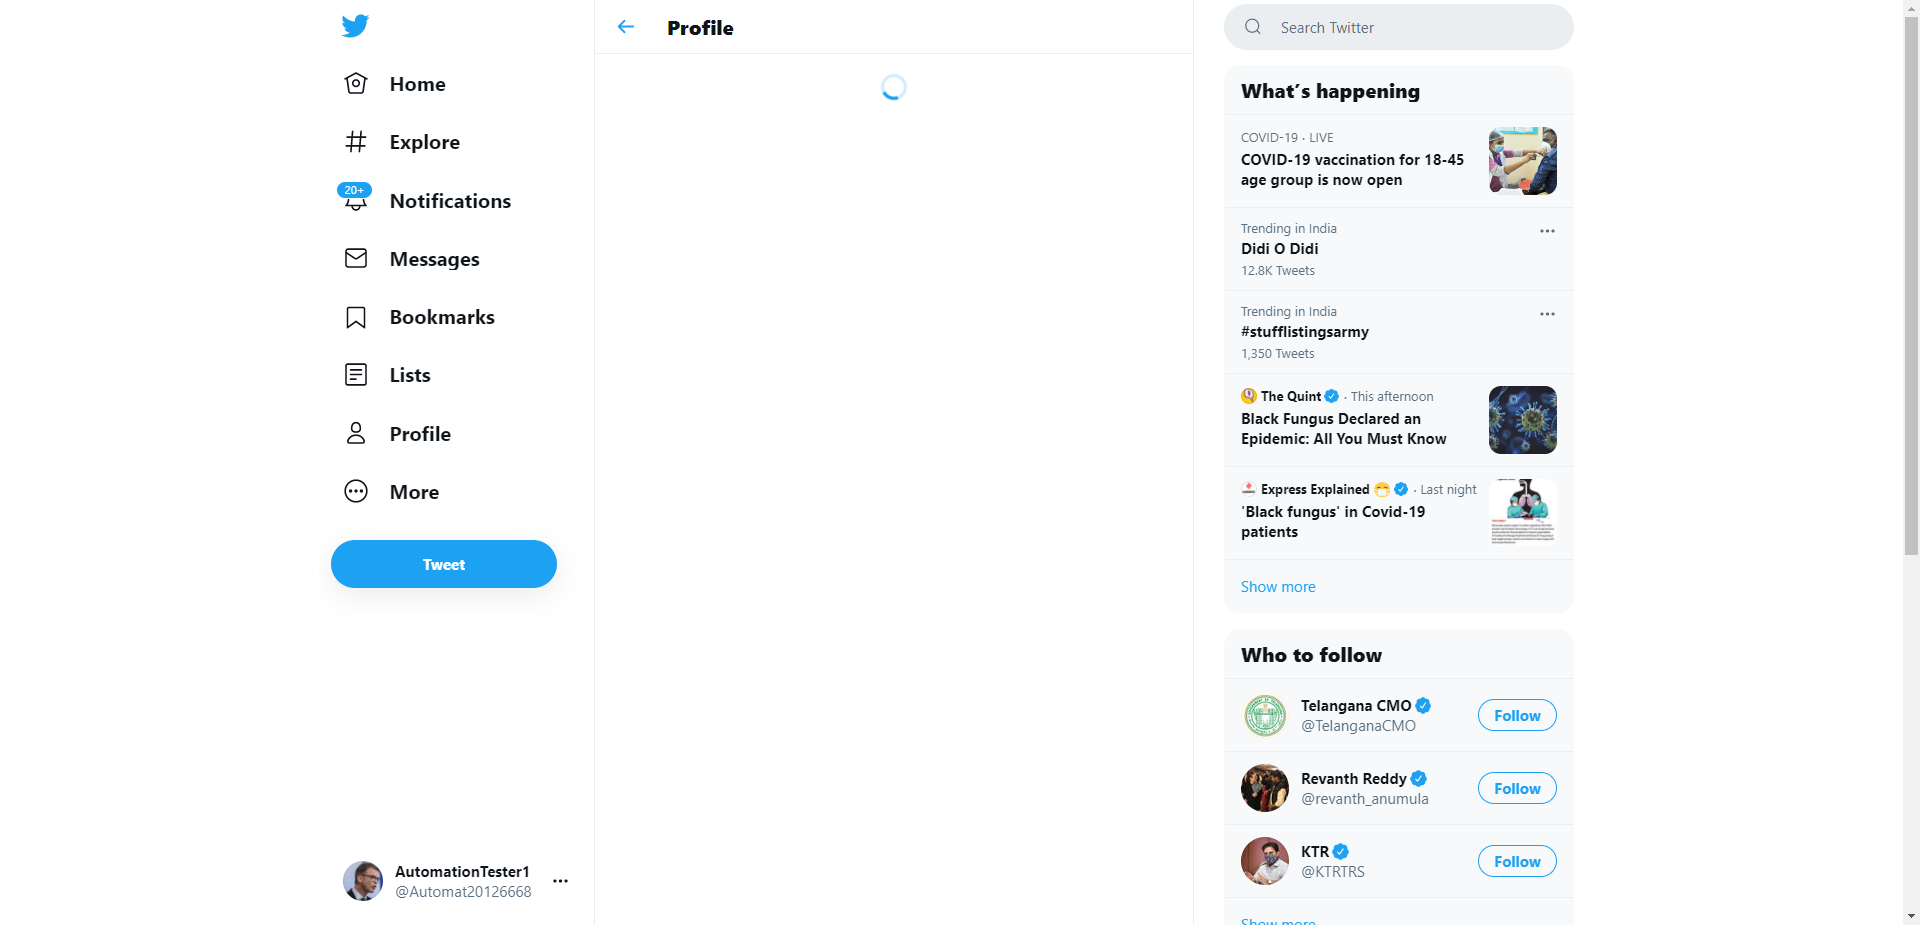 Home
Explore
20+
Notifications
Messages
Bookmarks
Lists
Profile
More
Tweet
AutomationTester1
@Automat20126668
Profile
Search Twitter
What's happening
COVID-19 · LIVE
COVID-19 vaccination for 18-45
age group is now open
Trending in India
Didi O Didi
12.8K Tweets
Trending in India
#stufflistingsarmy
1,350 Tweets
The Quint · This afternoon
Black Fungus Declared an
Epidemic: All You Must Know
Express Explained 😷 · Last night
'Black fungus' in Covid-19
patients
Show more
Who to follow
Telangana CMO
@TelanganaCMO
Follow
Revanth Reddy
@revanth_anumula
Follow
KTR
@KTRTRS
Follow
Show more